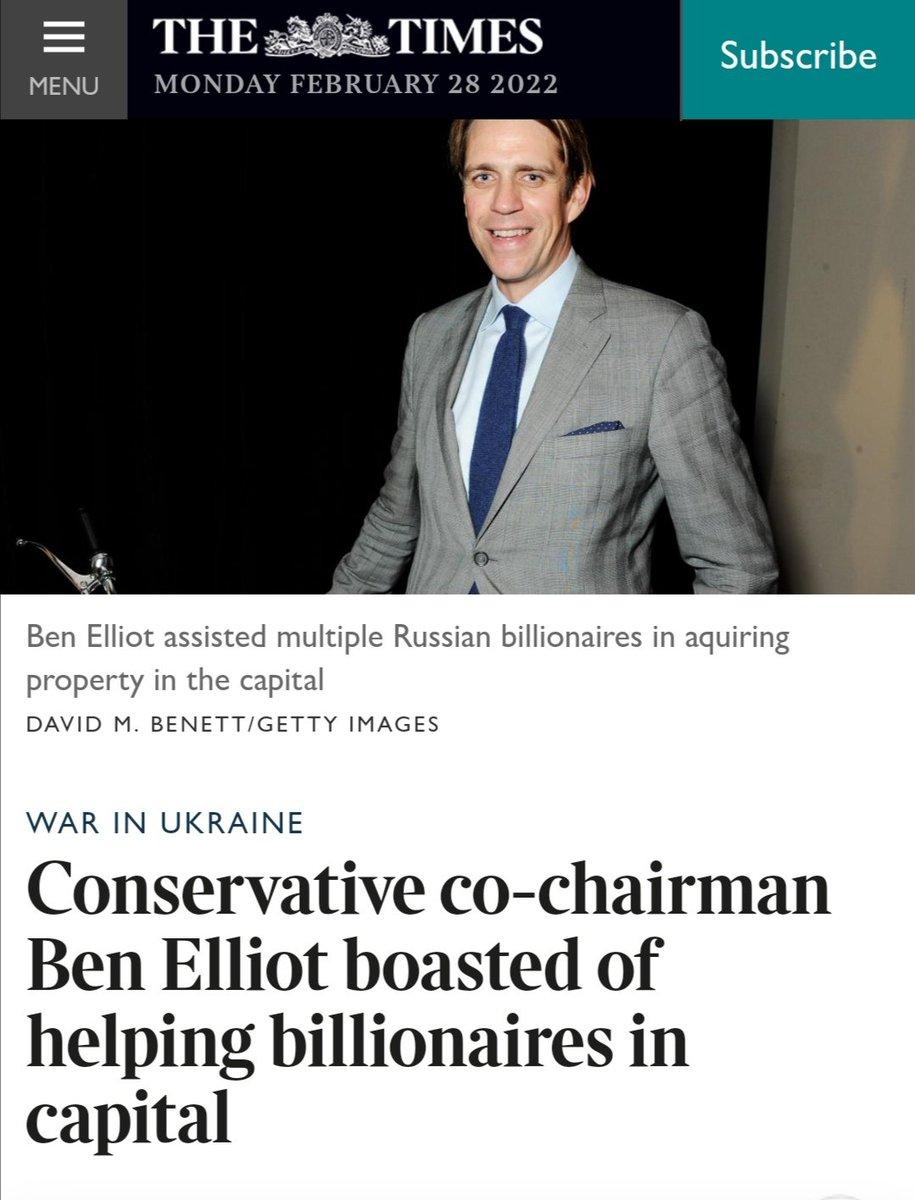 MENU
THE TIMES
MONDAY FEBRUARY 28 2022
Subscribe
Ben Elliot assisted multiple Russian billionaires in aquiring
property in the capital
DAVID M. BENETT/GETTY IMAGES
WAR IN UKRAINE
Conservative co-chairman
Ben Elliot boasted of
helping billionaires in
capital